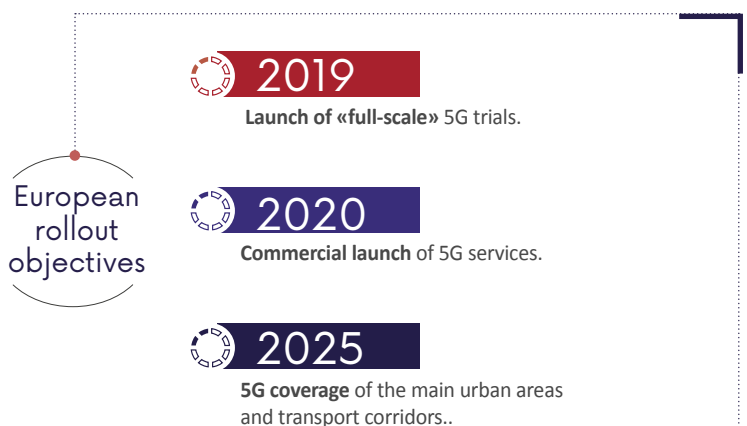 2019
Launch of «full-scale» 5G trials.
European
rollout
objectives
2020
Commercial launch of 5G services.
2025
5G coverage of the main urban areas
and transport corridors..